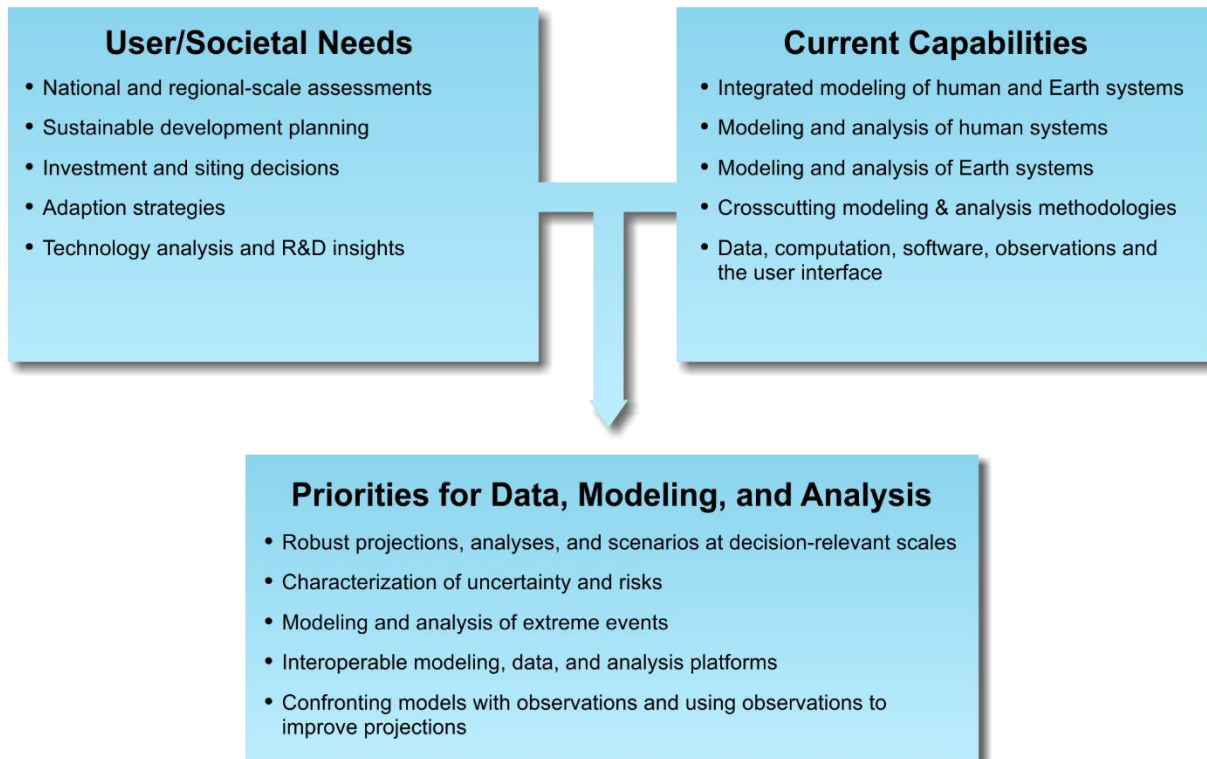 User/Societal Needs
• National and regional-scale assessments
• Sustainable development planning
• Investment and siting decisions
• Adaption strategies
• Technology analysis and R&D insights
Current Capabilities
• Integrated modeling of human and Earth systems
• Modeling and analysis of human systems
• Modeling and analysis of Earth systems
• Crosscutting modeling & analysis methodologies
• Data, computation, software, observations and
the user interface
Priorities for Data, Modeling, and Analysis
• Robust projections, analyses, and scenarios at decision-relevant scales
• Characterization of uncertainty and risks
• Modeling and analysis of extreme events
• Interoperable modeling, data, and analysis platforms
• Confronting models with observations and using observations to
improve projections